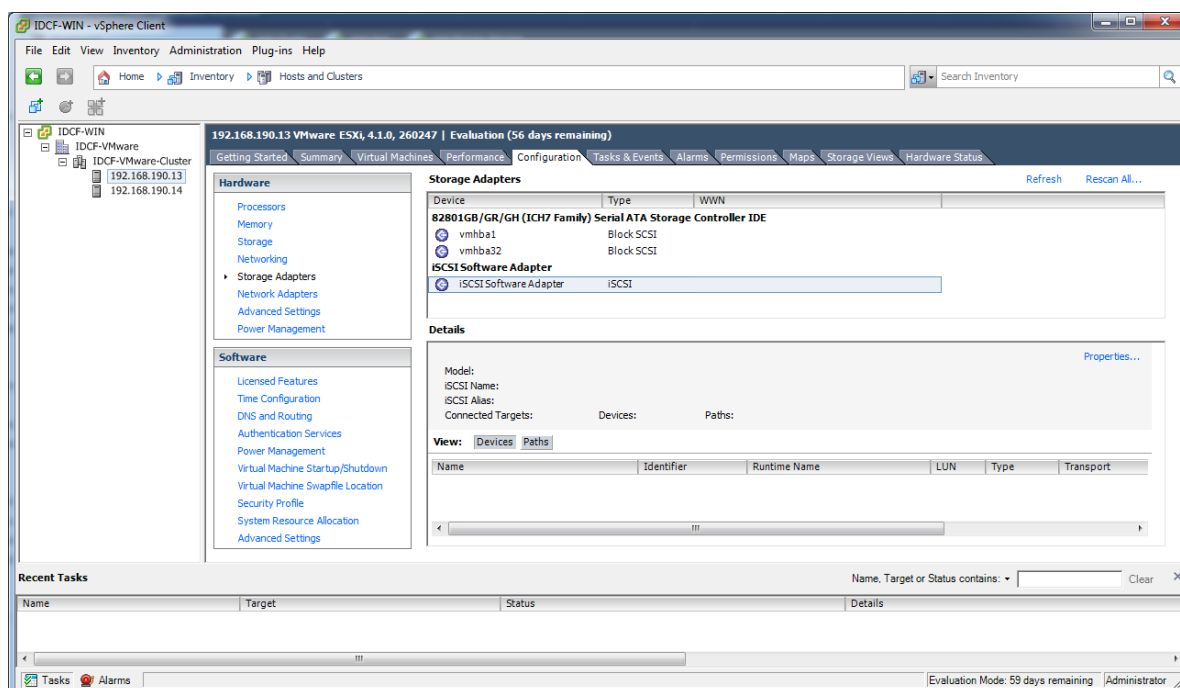 IDCF-WIN - vSphere Client
File Edit View Inventory Administration Plug-ins Help
Home Inventory Hosts and Clusters
Search Inventory
IDCF-WIN
IDCF-VMware
IDCF-VMware-Cluster
192.168.190.13
192.168.190.14
192.168.190.13 VMware ESXi, 4.1.0, 260247 | Evaluation (56 days remaining)
Getting Started Summary Virtual Machines Performance Configuration Tasks & Events Alarms Permissions Maps Storage Views Hardware Status
Hardware
Processors
Memory
Storage
Networking
Storage Adapters
Network Adapters
Advanced Settings
Power Management
Software
Licensed Features
Time Configuration
DNS and Routing
Authentication Services
Power Management
Virtual Machine Startup/Shutdown
Virtual Machine Swapfile Location
Security Profile
System Resource Allocation
Advanced Settings
Storage Adapters Refresh Rescan All...
Device Type WWN
82801GB/GR/GH (ICH7 Family) Serial ATA Storage Controller IDE
vmhba1 Block SCSI
vmhba32 Block SCSI
iSCSI Software Adapter
iSCSI Software Adapter iSCSI
Details
Properties...
Model:
iSCSI Name:
iSCSI Alias:
Connected Targets: Devices: Paths:
View: Devices Paths
Name Identifier Runtime Name LUN Type Transport
Recent Tasks Name, Target or Status contains: Clear
Name Target Status Details
Tasks Alarms Evaluation Mode: 59 days remaining Administrator